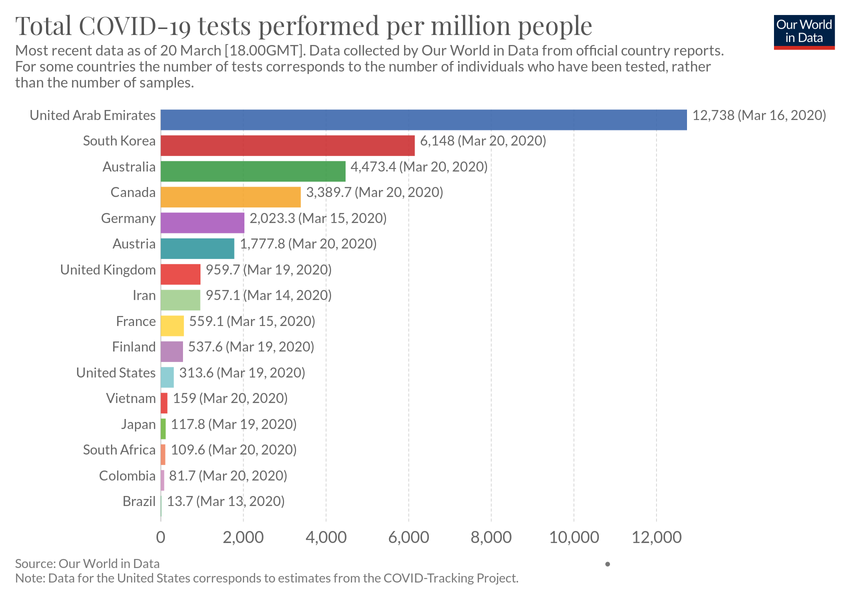 Total COVID-19 tests performed per million people
Our World
in Data
Most recent data as of 20 March [18.00GMT]. Data collected by Our World in Data from official country reports.
For some countries the number of tests corresponds to the number of individuals who have been tested, rather
than the number of samples.
United Arab Emirates 12,738 (Mar 16, 2020)
South Korea 6,148 (Mar 20, 2020)
Australia 4,473.4 (Mar 20, 2020)
Canada 3,389.7 (Mar 20, 2020)
Germany 2,023.3 (Mar 15, 2020)
Austria 1,777.8 (Mar 20, 2020)
United Kingdom 959.7 (Mar 19, 2020)
Iran 957.1 (Mar 14, 2020)
France 559.1 (Mar 15, 2020)
Finland 537.6 (Mar 19, 2020)
United States 313.6 (Mar 19, 2020)
Vietnam 159 (Mar 20, 2020)
Japan 117.8 (Mar 19, 2020)
South Africa 109.6 (Mar 20, 2020)
Colombia 81.7 (Mar 20, 2020)
Brazil 13.7 (Mar 13, 2020)
0 2,000 4,000 6,000 8,000 10,000 12,000
Source: Our World in Data
Note: Data for the United States corresponds to estimates from the COVID-Tracking Project.